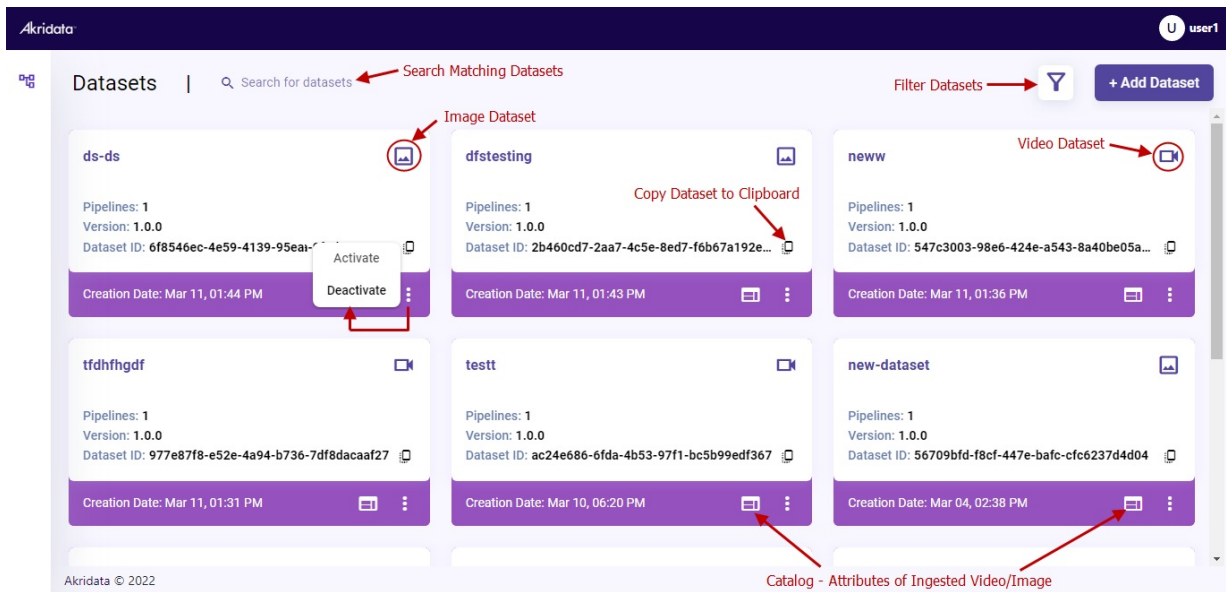 Akridata
U user1
Datasets | Search for datasets Search Matching Datasets Filter Datasets + Add Dataset
Image Dataset
ds-ds
Pipelines: 1
Version: 1.0.0
Dataset ID: 6f8546ec-4e59-4139-95ea
Activate
Deactivate
Creation Date: Mar 11, 01:44 PM
dfstesting
Copy Dataset to Clipboard
Pipelines: 1
Version: 1.0.0
Dataset ID: 2b460cd7-2aa7-4c5e-8ed7-f6b67a192e...
Creation Date: Mar 11, 01:43 PM
Video Dataset
neww
Pipelines: 1
Version: 1.0.0
Dataset ID: 547c3003-98e6-424e-a543-8a40be05a...
Creation Date: Mar 11, 01:36 PM
tfdhfhgdf
Pipelines: 1
Version: 1.0.0
Dataset ID: 977e87f8-e52e-4a94-b736-7df8dacaaf27
Creation Date: Mar 11, 01:31 PM
testt
Pipelines: 1
Version: 1.0.0
Dataset ID: ac24e686-6fda-4b53-97f1-bc5b99edf367
Creation Date: Mar 10, 06:20 PM
new-dataset
Pipelines: 1
Version: 1.0.0
Dataset ID: 56709bfd-f8cf-447e-bafc-cfc6237d4d04
Creation Date: Mar 04, 02:38 PM
Catalog - Attributes of Ingested Video/Image
Akridata © 2022